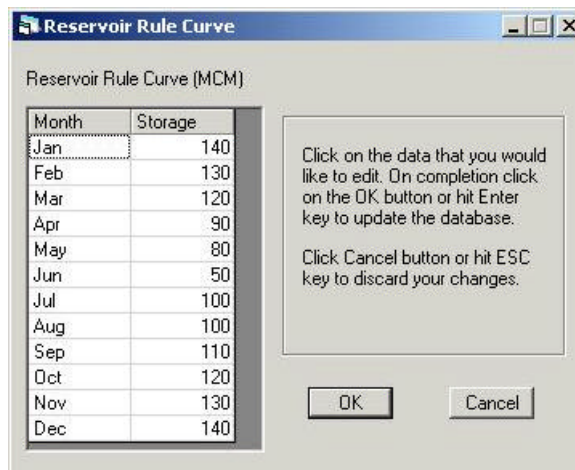 Reservoir Rule Curve
Reservoir Rule Curve (MCM)
Month Storage
Jan 140
Feb 130
Mar 120
Apr 90
May 80
Jun 50
Jul 100
Aug 100
Sep 110
Oct 120
Nov 130
Dec 140
Click on the data that you would
like to edit. On completion click
on the OK button or hit Enter
key to update the database.
Click Cancel button or hit ESC
key to discard your changes.
OK
Cancel